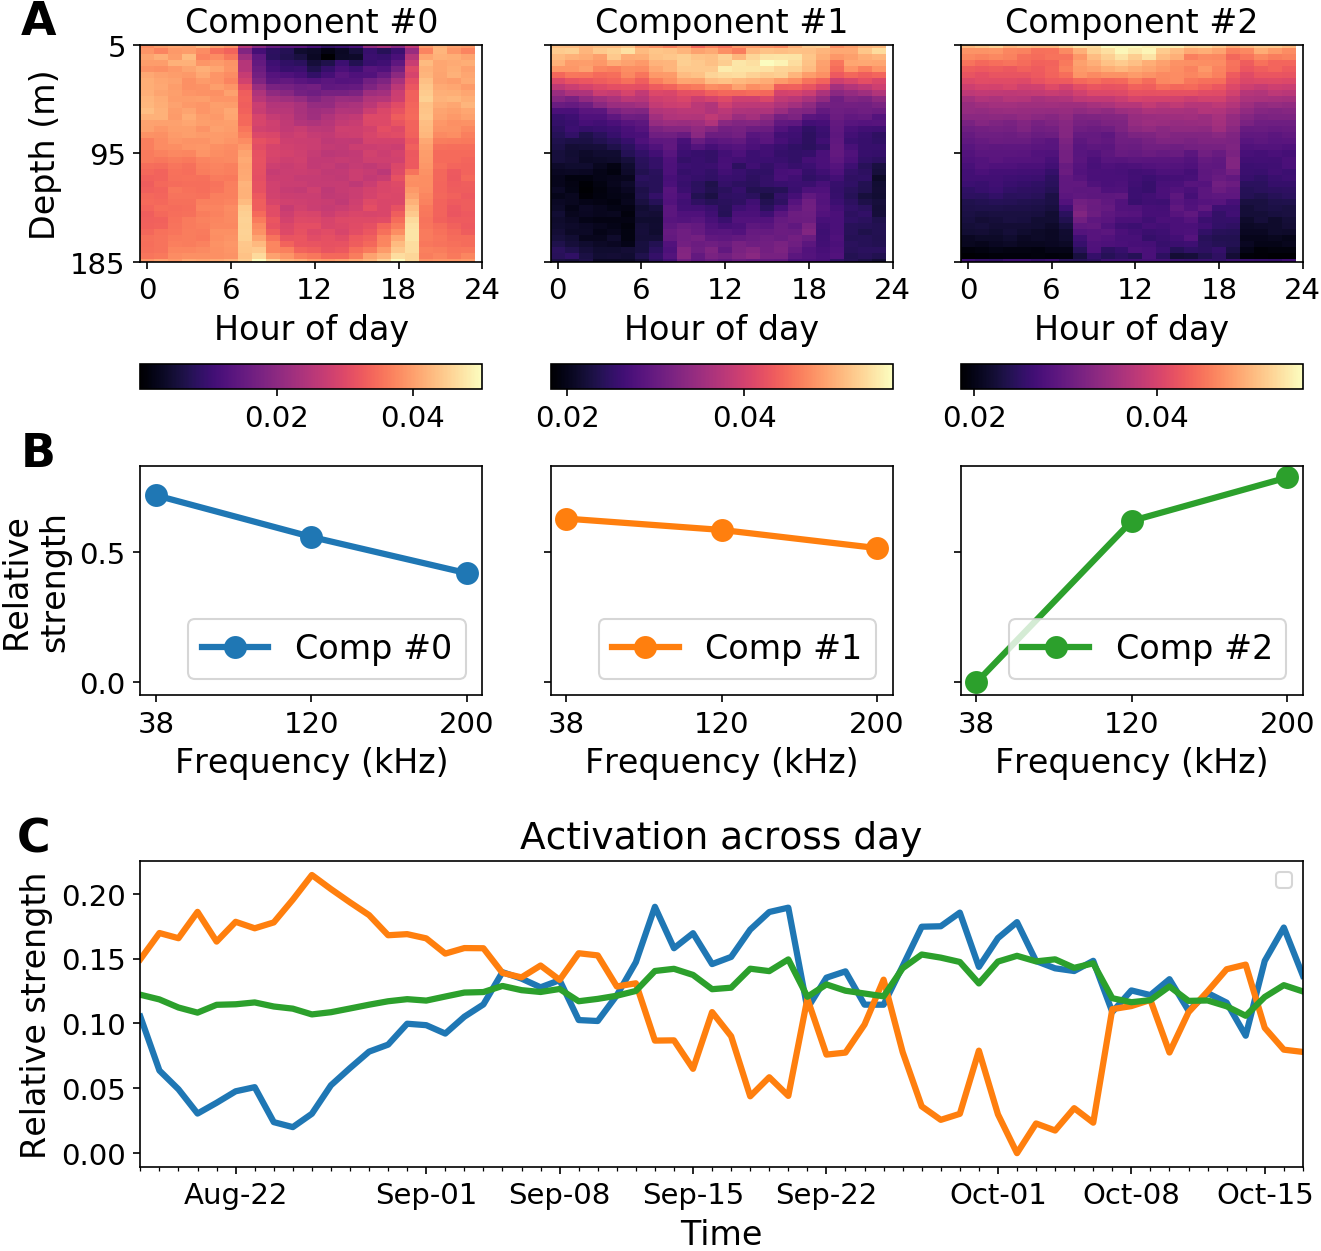 A
Component #0
Component #1
Component #2
Depth (m)
5
95
185
0 6 12 18 24
0 6 12 18 24
0 6 12 18 24
Hour of day
Hour of day
Hour of day
0.02 0.04
0.02 0.04
0.02 0.04
B
Relative
strength
0.5
0.0
Comp #0
Comp #1
Comp #2
38 120 200
38 120 200
38 120 200
Frequency (kHz)
Frequency (kHz)
Frequency (kHz)
C
Activation across day
Relative strength
0.20
0.15
0.10
0.05
0.00
Aug-22 Sep-01 Sep-08 Sep-15 Sep-22 Oct-01 Oct-08 Oct-15
Time